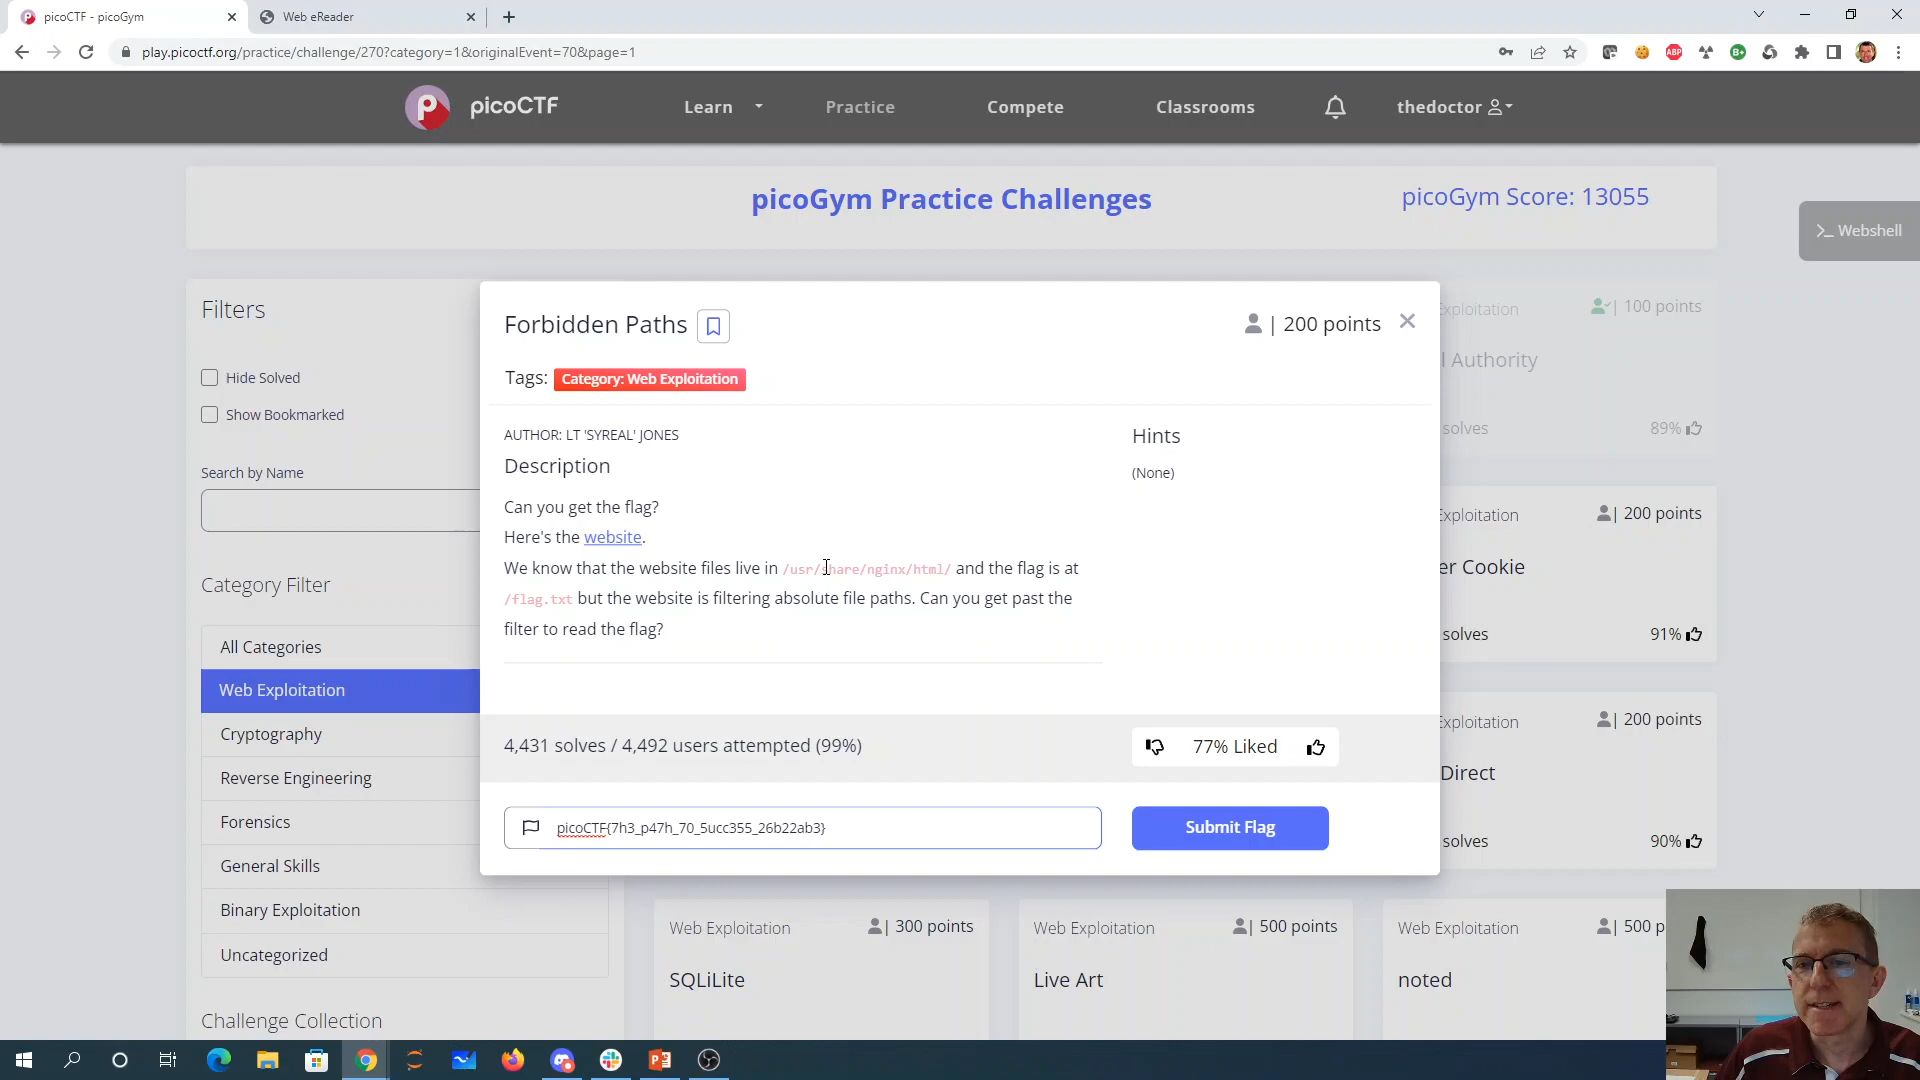 picoCTF - picoGym
Web eReader
play.picoctf.org/practice/challenge/270?category=1&originalEvent=70&page=1
picoCTF
Learn
Practice
Compete
Classrooms
thedoctor
picoGym Practice Challenges
picoGym Score: 13055
>_ Webshell
Filters
Hide Solved
Show Bookmarked
Search by Name
Category Filter
All Categories
Web Exploitation
Cryptography
Reverse Engineering
Forensics
General Skills
Binary Exploitation
Uncategorized
Challenge Collection
Forbidden Paths
| 200 points
Tags: Category: Web Exploitation
AUTHOR: LT 'SYREAL' JONES
Description
Can you get the flag?
Here's the website.
We know that the website files live in /usr/share/nginx/html/ and the flag is at
/flag.txt but the website is filtering absolute file paths. Can you get past the
filter to read the flag?
Hints
(None)
4,431 solves / 4,492 users attempted (99%)
77% Liked
picoCTF{7h3_p47h_70_5ucc355_26b22ab3}
Submit Flag
Exploitation
| 100 points
l Authority
solves
89%
Exploitation
| 200 points
er Cookie
solves
91%
Exploitation
| 200 points
Direct
solves
90%
Web Exploitation
| 300 points
SQLiLite
Web Exploitation
| 500 points
Live Art
Web Exploitation
| 500 p
noted